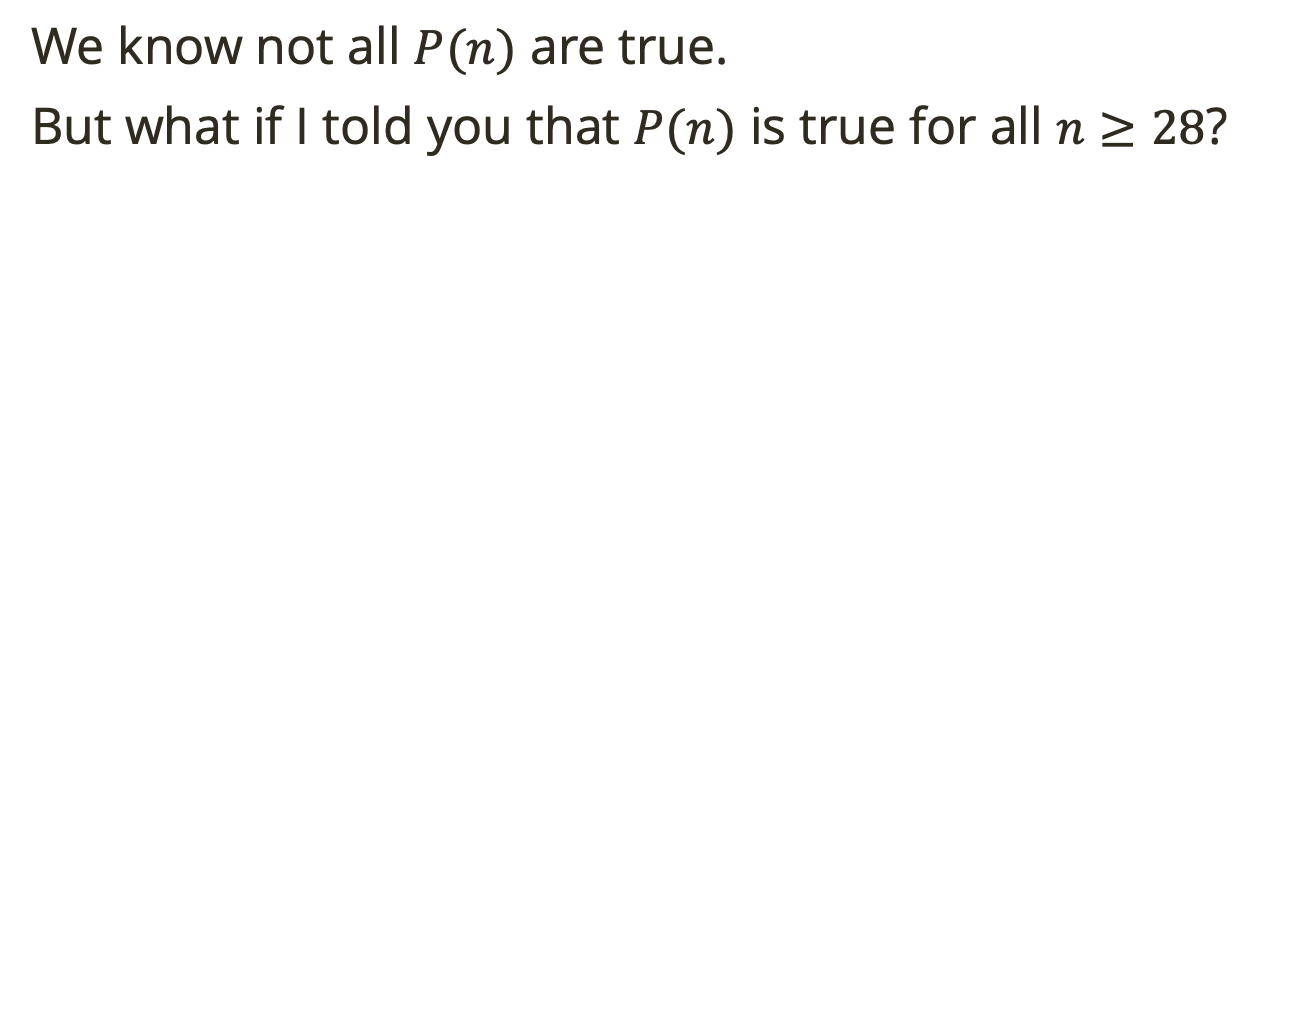 We know not all P(n) are true.
But what if I told you that P(n) is true for all n ≥ 28?